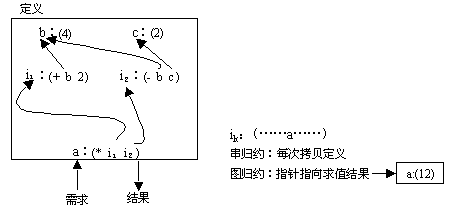 定义
b：(4)
c：(2)
i₁：(+ b 2)
i₂：(- b c)
a：(* i₁ i₂)
需求
结果
iₖ：（……a……）
串归约：每次拷贝定义
图归约：指针指向求值结果
a:(12)